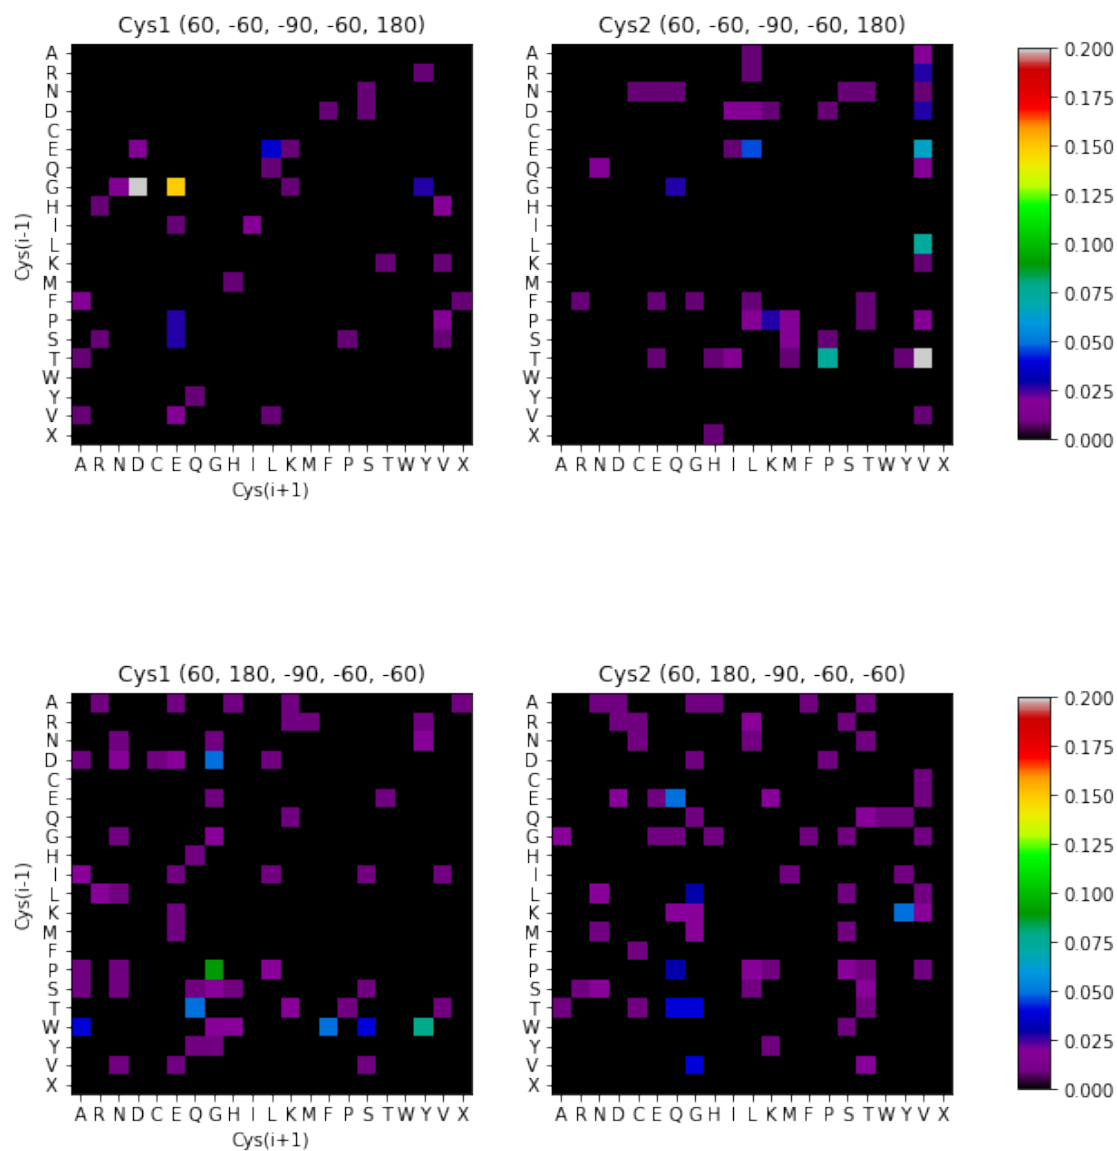 Cys1 (60, -60, -90, -60, 180)
Cys2 (60, -60, -90, -60, 180)
Cys(i-1)
A
R
N
D
C
E
Q
G
H
I
L
K
M
F
P
S
T
W
Y
V
X
A R N D C E Q G H I L K M F P S T W Y V X
Cys(i+1)
A
R
N
D
C
E
Q
G
H
I
L
K
M
F
P
S
T
W
Y
V
X
A R N D C E Q G H I L K M F P S T W Y V X
0.200
0.175
0.150
0.125
0.100
0.075
0.050
0.025
0.000
Cys1 (60, 180, -90, -60, -60)
Cys2 (60, 180, -90, -60, -60)
Cys(i-1)
A
R
N
D
C
E
Q
G
H
I
L
K
M
F
P
S
T
W
Y
V
X
A R N D C E Q G H I L K M F P S T W Y V X
Cys(i+1)
A
R
N
D
C
E
Q
G
H
I
L
K
M
F
P
S
T
W
Y
V
X
A R N D C E Q G H I L K M F P S T W Y V X
0.200
0.175
0.150
0.125
0.100
0.075
0.050
0.025
0.000